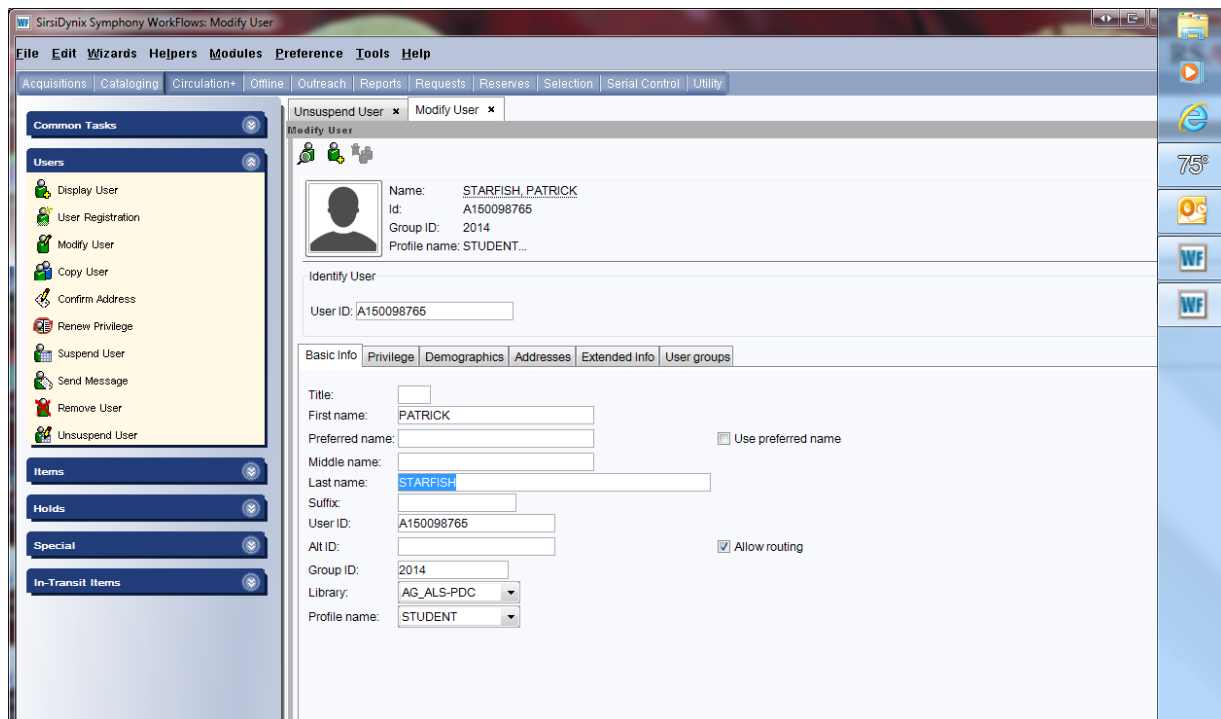 WF SirsiDynix Symphony WorkFlows: Modify User
File Edit Wizards Helpers Modules Preference Tools Help
Acquisitions Cataloging Circulation+ Offline Outreach Reports Requests Reserves Selection Serial Control Utility
Common Tasks
Users
Display User
User Registration
Modify User
Copy User
Confirm Address
Renew Privilege
Suspend User
Send Message
Remove User
Unsuspend User
Items
Holds
Special
In-Transit Items
Unsuspend User × Modify User ×
Modify User
Name: STARFISH, PATRICK
Id: A150098765
Group ID: 2014
Profile name: STUDENT...
Identify User
User ID: A150098765
Basic Info Privilege Demographics Addresses Extended Info User groups
Title:
First name: PATRICK
Preferred name: Use preferred name
Middle name:
Last name: STARFISH
Suffix:
User ID: A150098765
Alt ID: Allow routing
Group ID: 2014
Library: AG_ALS-PDC
Profile name: STUDENT
75°
WF
WF